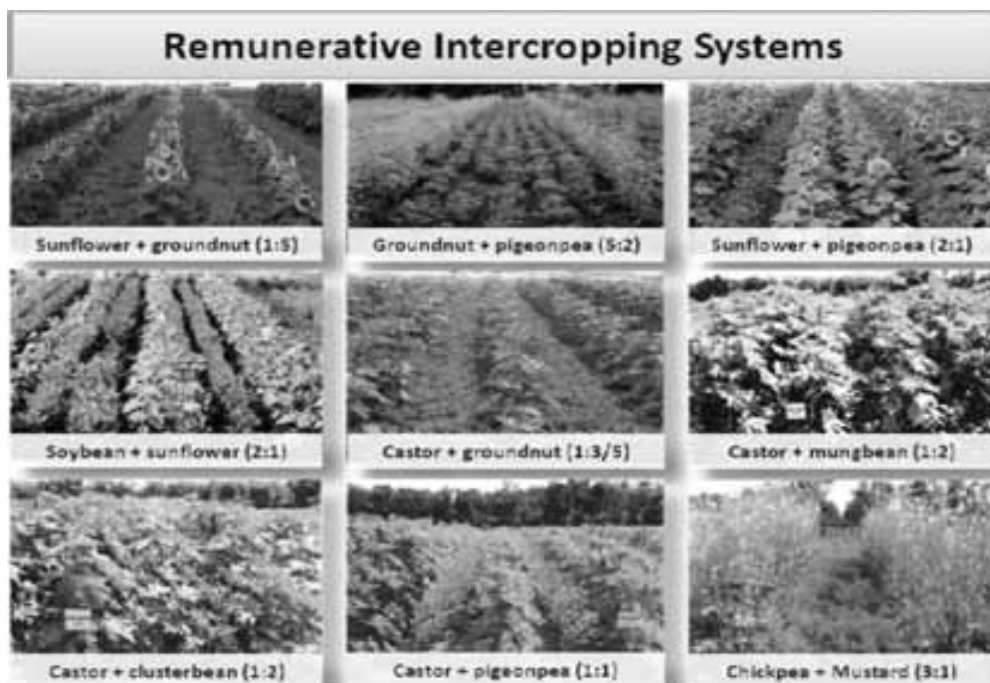 Remunerative Intercropping Systems
Sunflower + groundnut (1:5)
Groundnut + pigeonpea (5:2)
Sunflower + pigeonpea (2:1)
Soybean + sunflower (2:1)
Castor + groundnut (1:3/5)
Castor + mungbean (1:2)
Castor + clusterbean (1:2)
Castor + pigeonpea (1:1)
Chickpea + Mustard (3:1)